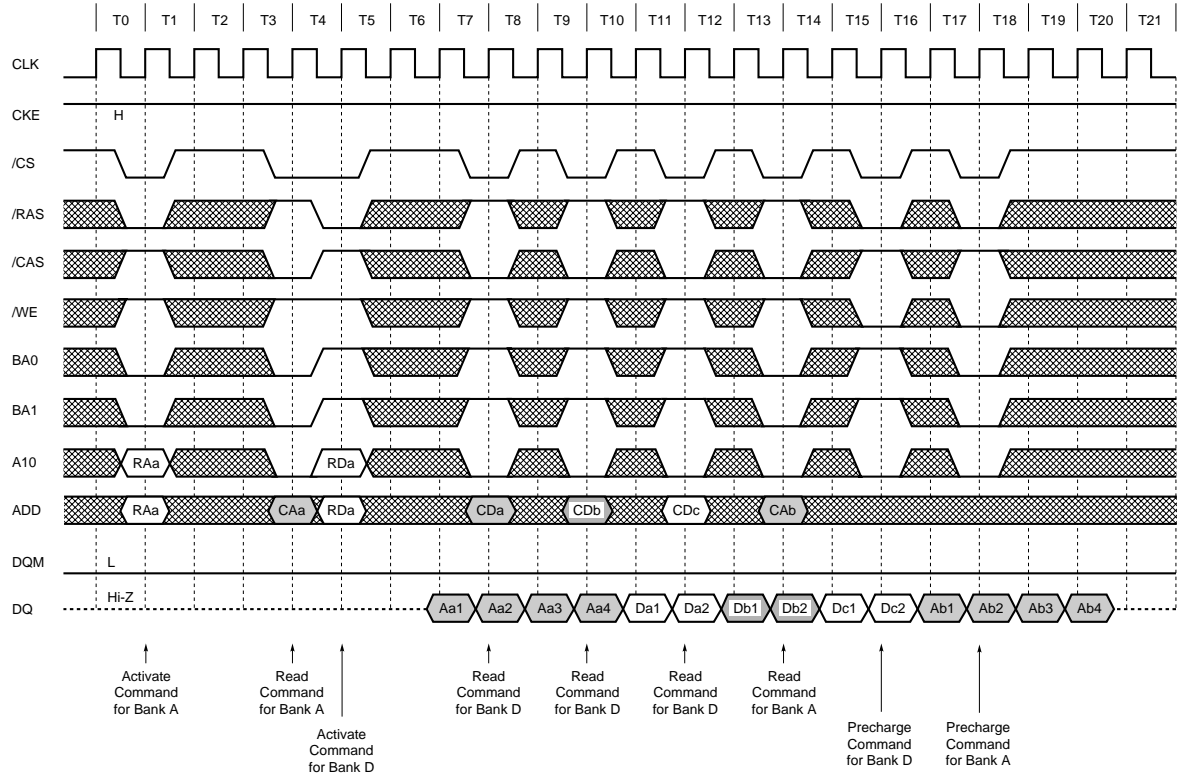 T0 T1 T2 T3 T4 T5 T6 T7 T8 T9 T10 T11 T12 T13 T14 T15 T16 T17 T18 T19 T20 T21
CLK
CKE H
/CS
/RAS
/CAS
/WE
BA0
BA1
A10 RAa RDa
ADD RAa CAa RDa CDa CDb CDc CAb
DQM L
DQ Hi-Z Aa1 Aa2 Aa3 Aa4 Da1 Da2 Db1 Db2 Dc1 Dc2 Ab1 Ab2 Ab3 Ab4
Activate
Command
for Bank A
Read
Command
for Bank A
Activate
Command
for Bank D
Read
Command
for Bank D
Read
Command
for Bank D
Read
Command
for Bank D
Read
Command
for Bank A
Precharge
Command
for Bank D
Precharge
Command
for Bank A